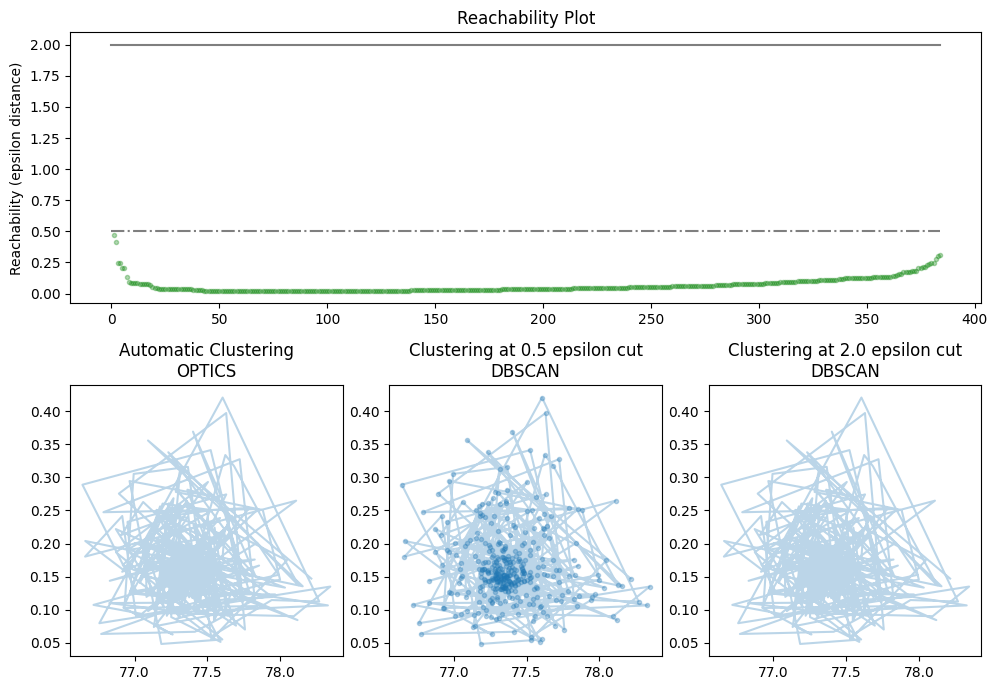 Reachability Plot
Reachability (epsilon distance)
2.00
1.75
1.50
1.25
1.00
0.75
0.50
0.25
0.00
0 50 100 150 200 250 300 350 400
Automatic Clustering
OPTICS
0.40
0.35
0.30
0.25
0.20
0.15
0.10
0.05
77.0 77.5 78.0
Clustering at 0.5 epsilon cut
DBSCAN
0.40
0.35
0.30
0.25
0.20
0.15
0.10
0.05
77.0 77.5 78.0
Clustering at 2.0 epsilon cut
DBSCAN
0.40
0.35
0.30
0.25
0.20
0.15
0.10
0.05
77.0 77.5 78.0